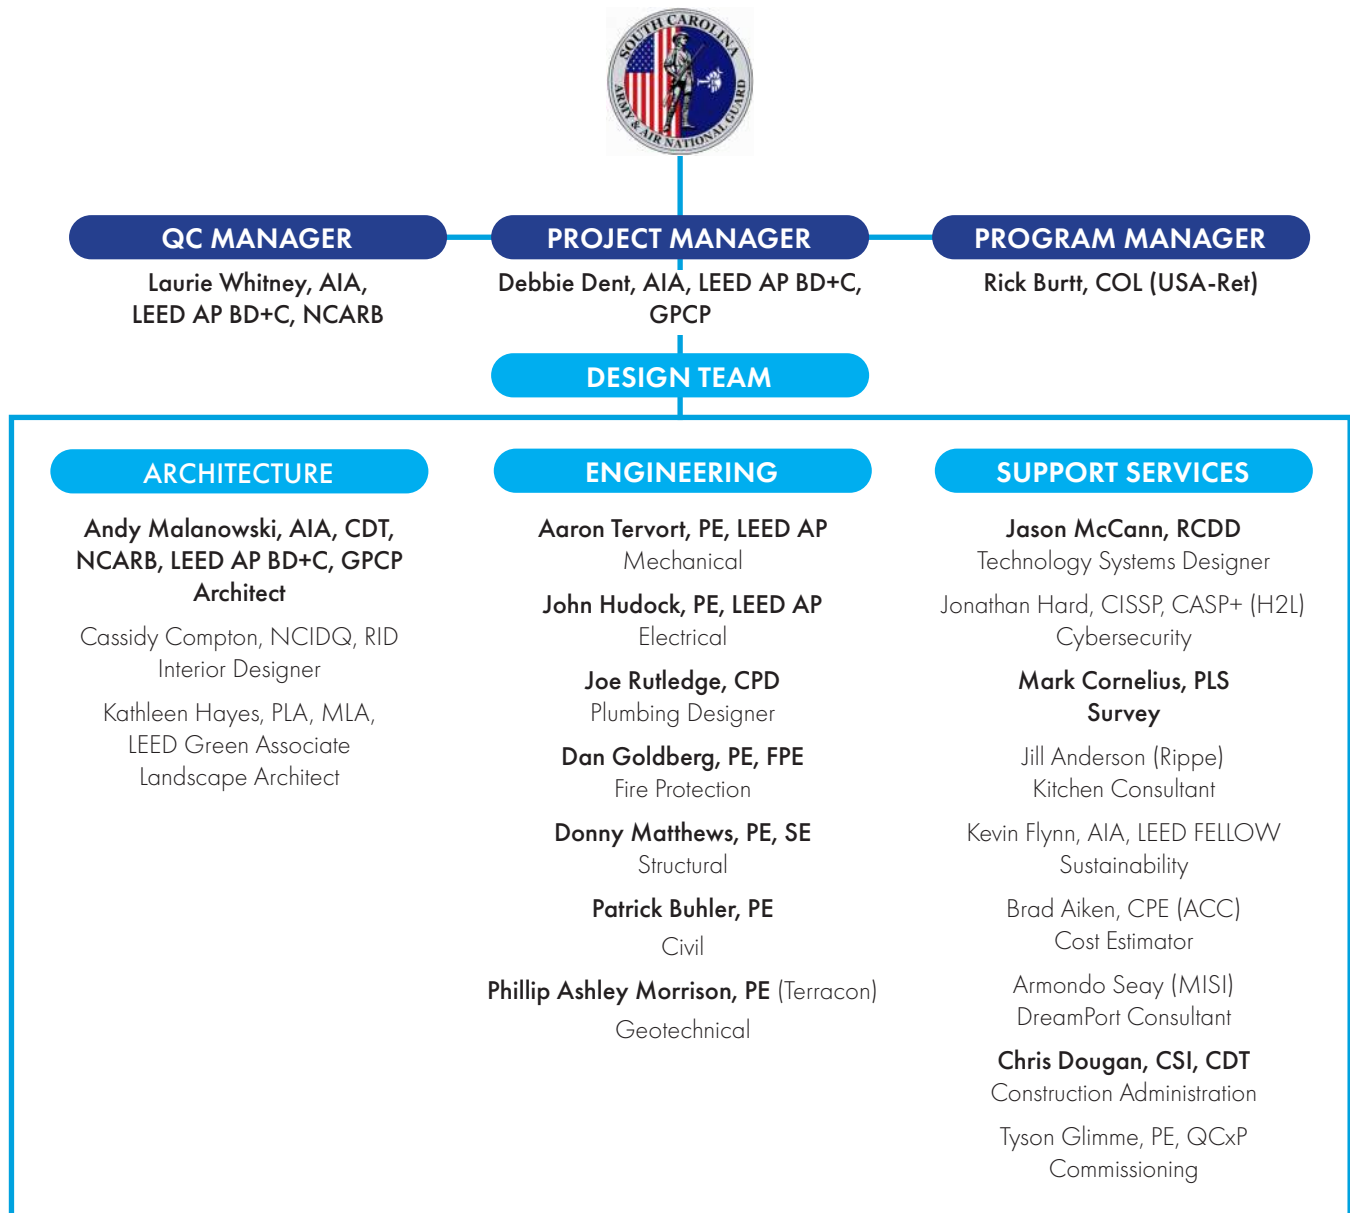 SOUTH CAROLINA
ARMY & AIR NATIONAL GUARD
QC MANAGER
Laurie Whitney, AIA,
LEED AP BD+C, NCARB
PROJECT MANAGER
Debbie Dent, AIA, LEED AP BD+C,
GPCP
PROGRAM MANAGER
Rick Burtt, COL (USA-Ret)
DESIGN TEAM
ARCHITECTURE
Andy Malanowski, AIA, CDT,
NCARB, LEED AP BD+C, GPCP
Architect
Cassidy Compton, NCIDQ, RID
Interior Designer
Kathleen Hayes, PLA, MLA,
LEED Green Associate
Landscape Architect
ENGINEERING
Aaron Tervort, PE, LEED AP
Mechanical
John Hudock, PE, LEED AP
Electrical
Joe Rutledge, CPD
Plumbing Designer
Dan Goldberg, PE, FPE
Fire Protection
Donny Matthews, PE, SE
Structural
Patrick Buhler, PE
Civil
Phillip Ashley Morrison, PE (Terracon)
Geotechnical
SUPPORT SERVICES
Jason McCann, RCDD
Technology Systems Designer
Jonathan Hard, CISSP, CASP+ (H2L)
Cybersecurity
Mark Cornelius, PLS
Survey
Jill Anderson (Rippe)
Kitchen Consultant
Kevin Flynn, AIA, LEED FELLOW
Sustainability
Brad Aiken, CPE (ACC)
Cost Estimator
Armondo Seay (MISI)
DreamPort Consultant
Chris Dougan, CSI, CDT
Construction Administration
Tyson Glimme, PE, QCxP
Commissioning